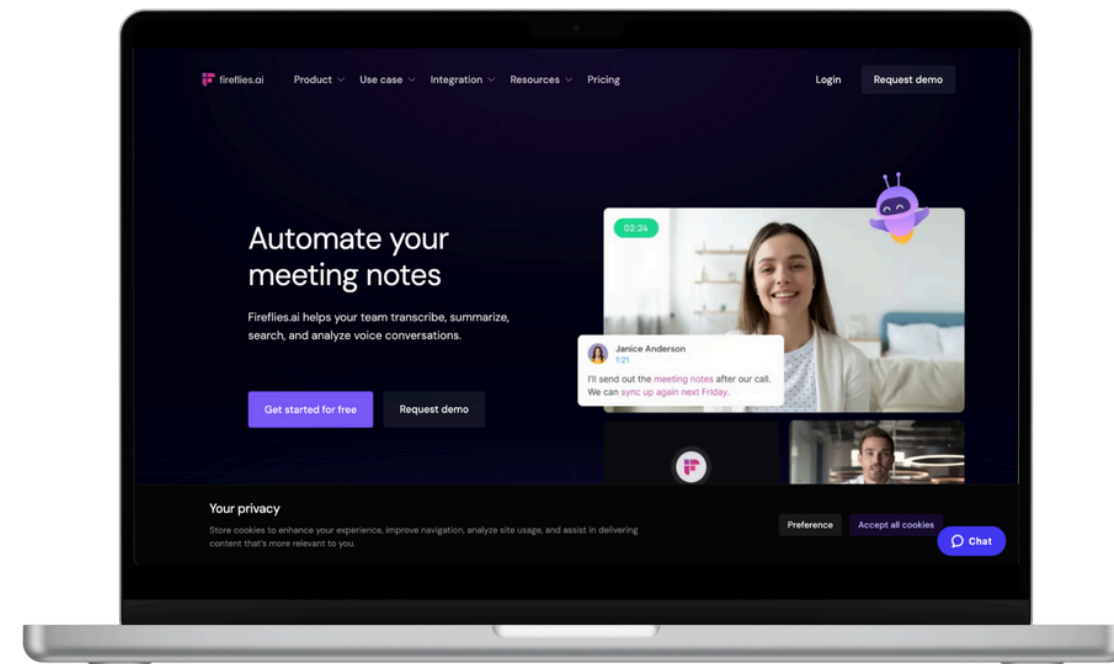 fireflies.ai
Product
Use case
Integration
Resources
Pricing
Login
Request demo
Automate your
meeting notes
Fireflies.ai helps your team transcribe, summarize,
search, and analyze voice conversations.
Get started for free
Request demo
02:24
Janice Anderson
1:21
I'll send out the meeting notes after our call.
We can sync up again next Friday.
Your privacy
Store cookies to enhance your experience, improve navigation, analyze site usage, and assist in delivering
content that's more relevant to you.
Preference
Accept all cookies
Chat